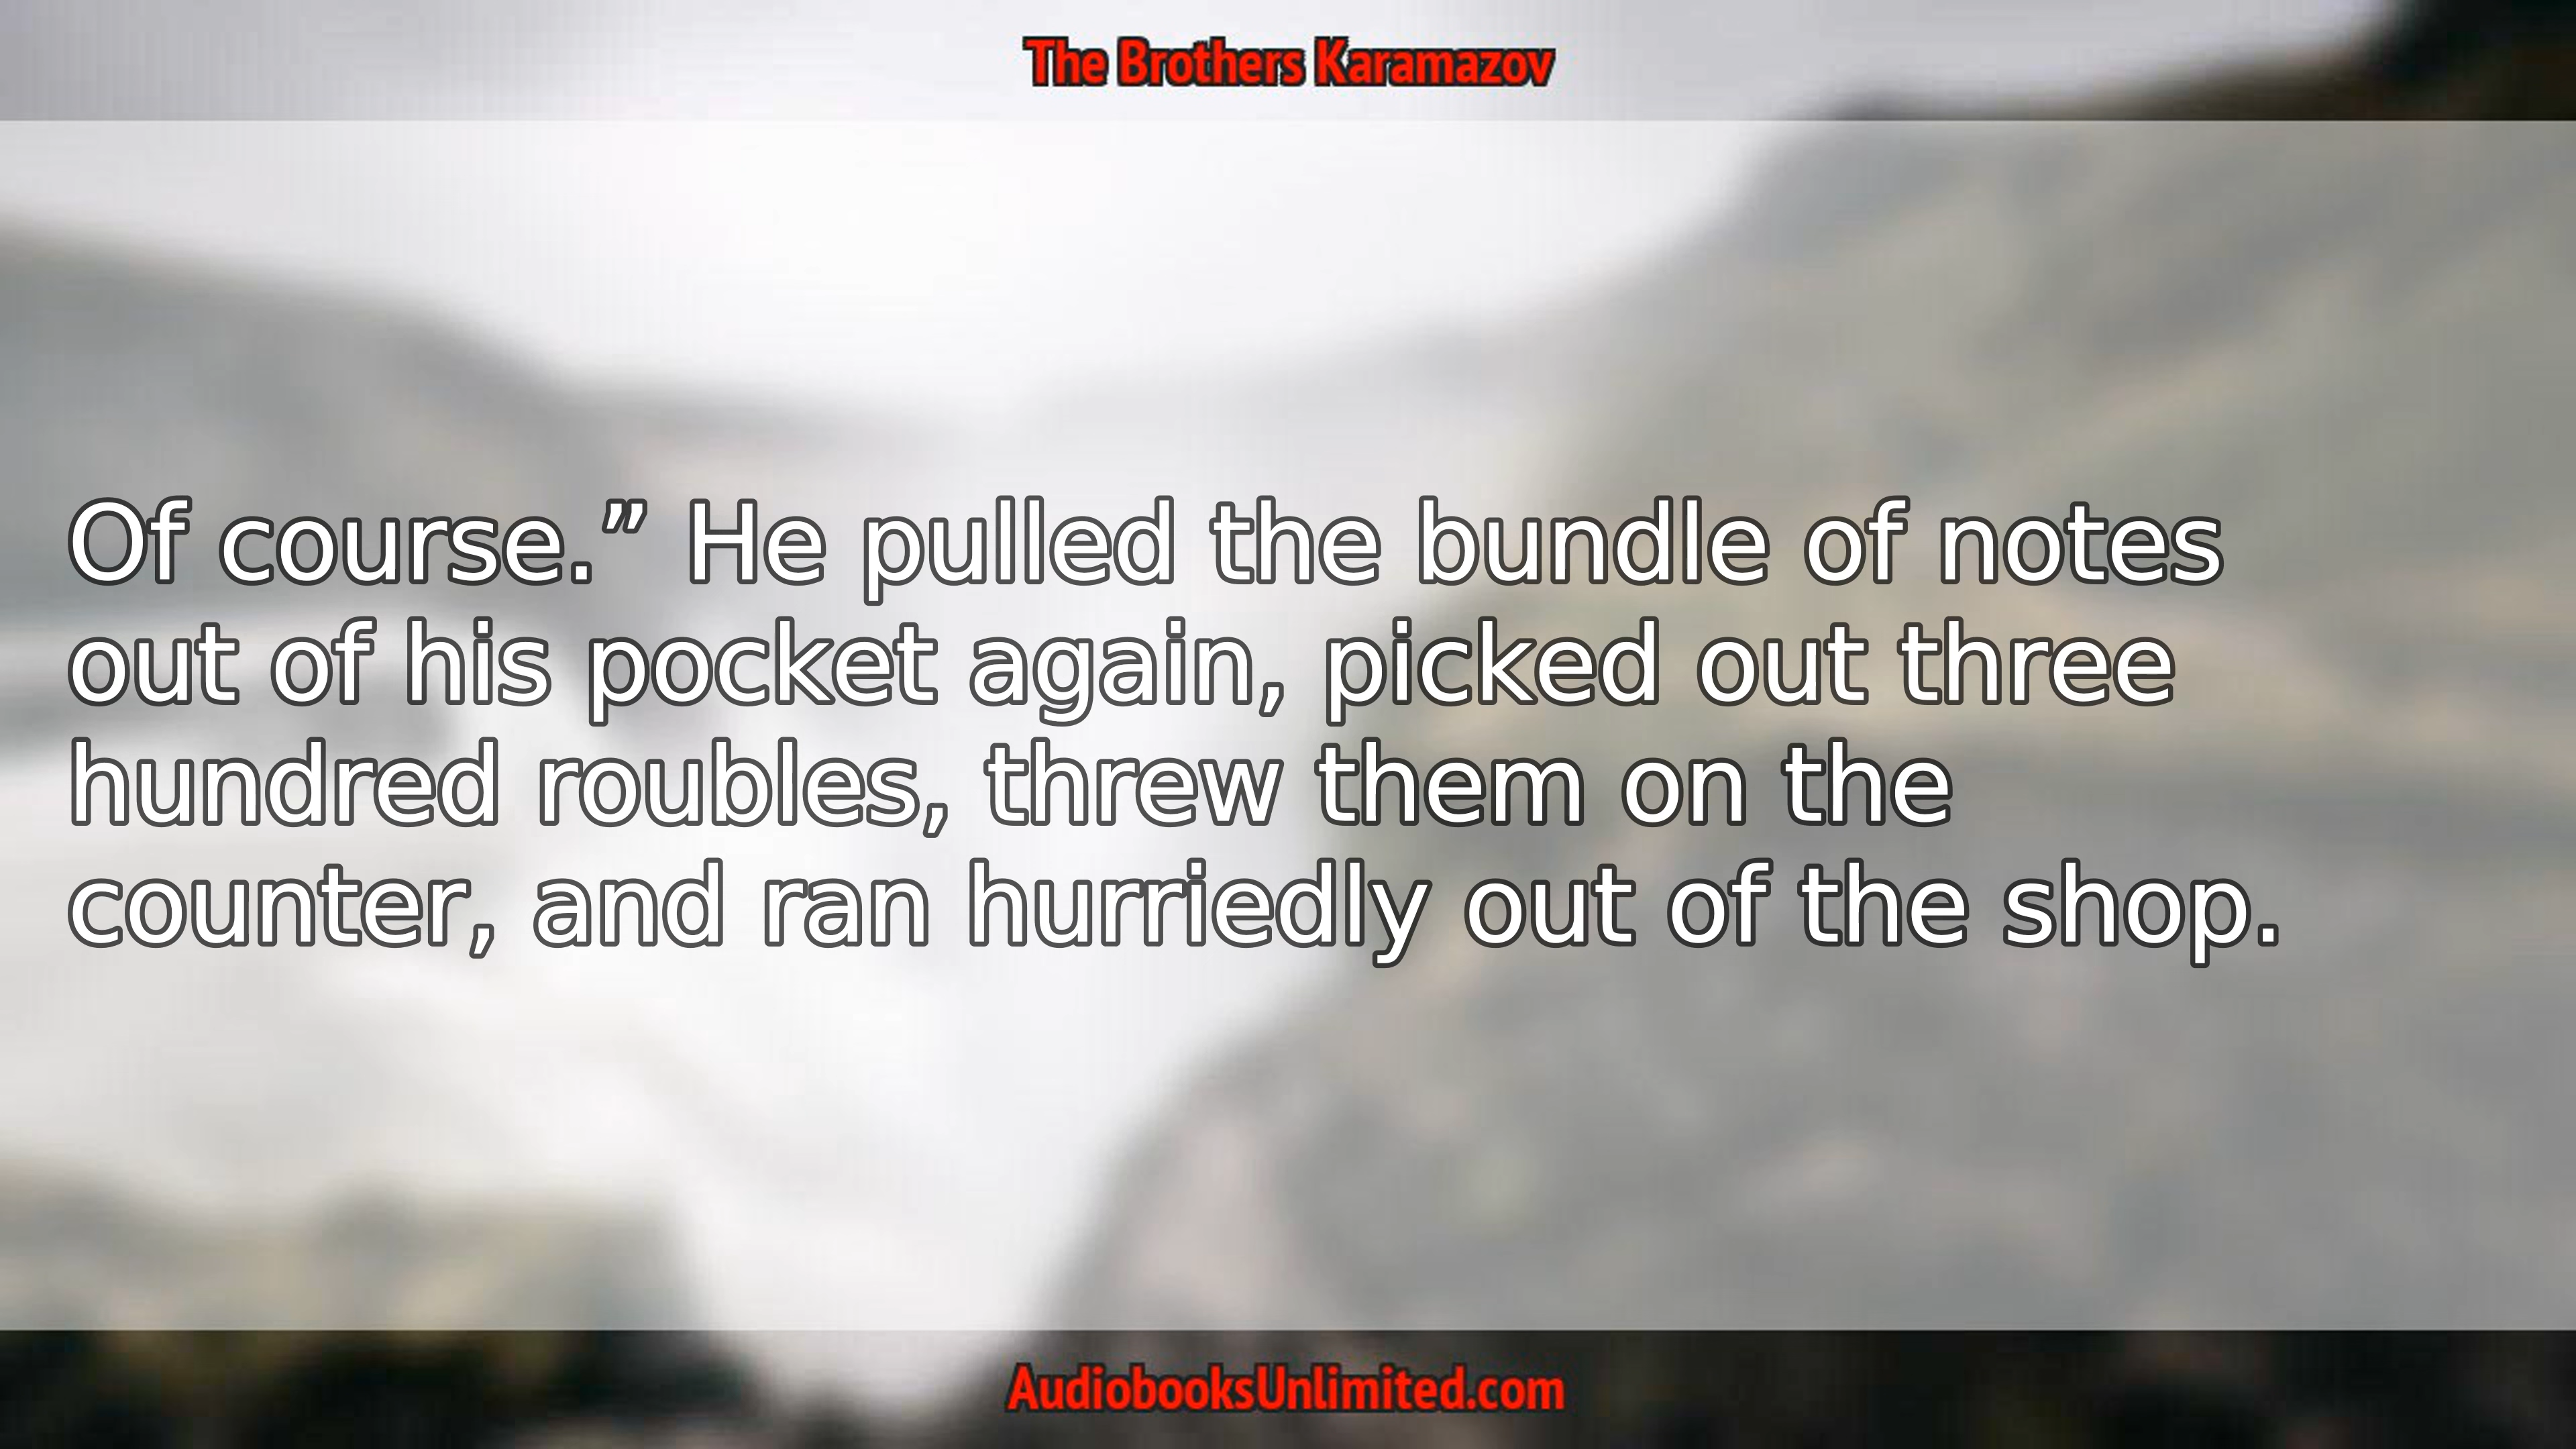 The Brothers Karamazov
Of course.” He pulled the bundle of notes
out of his pocket again, picked out three
hundred roubles, threw them on the
counter, and ran hurriedly out of the shop.
AudiobooksUnlimited.com